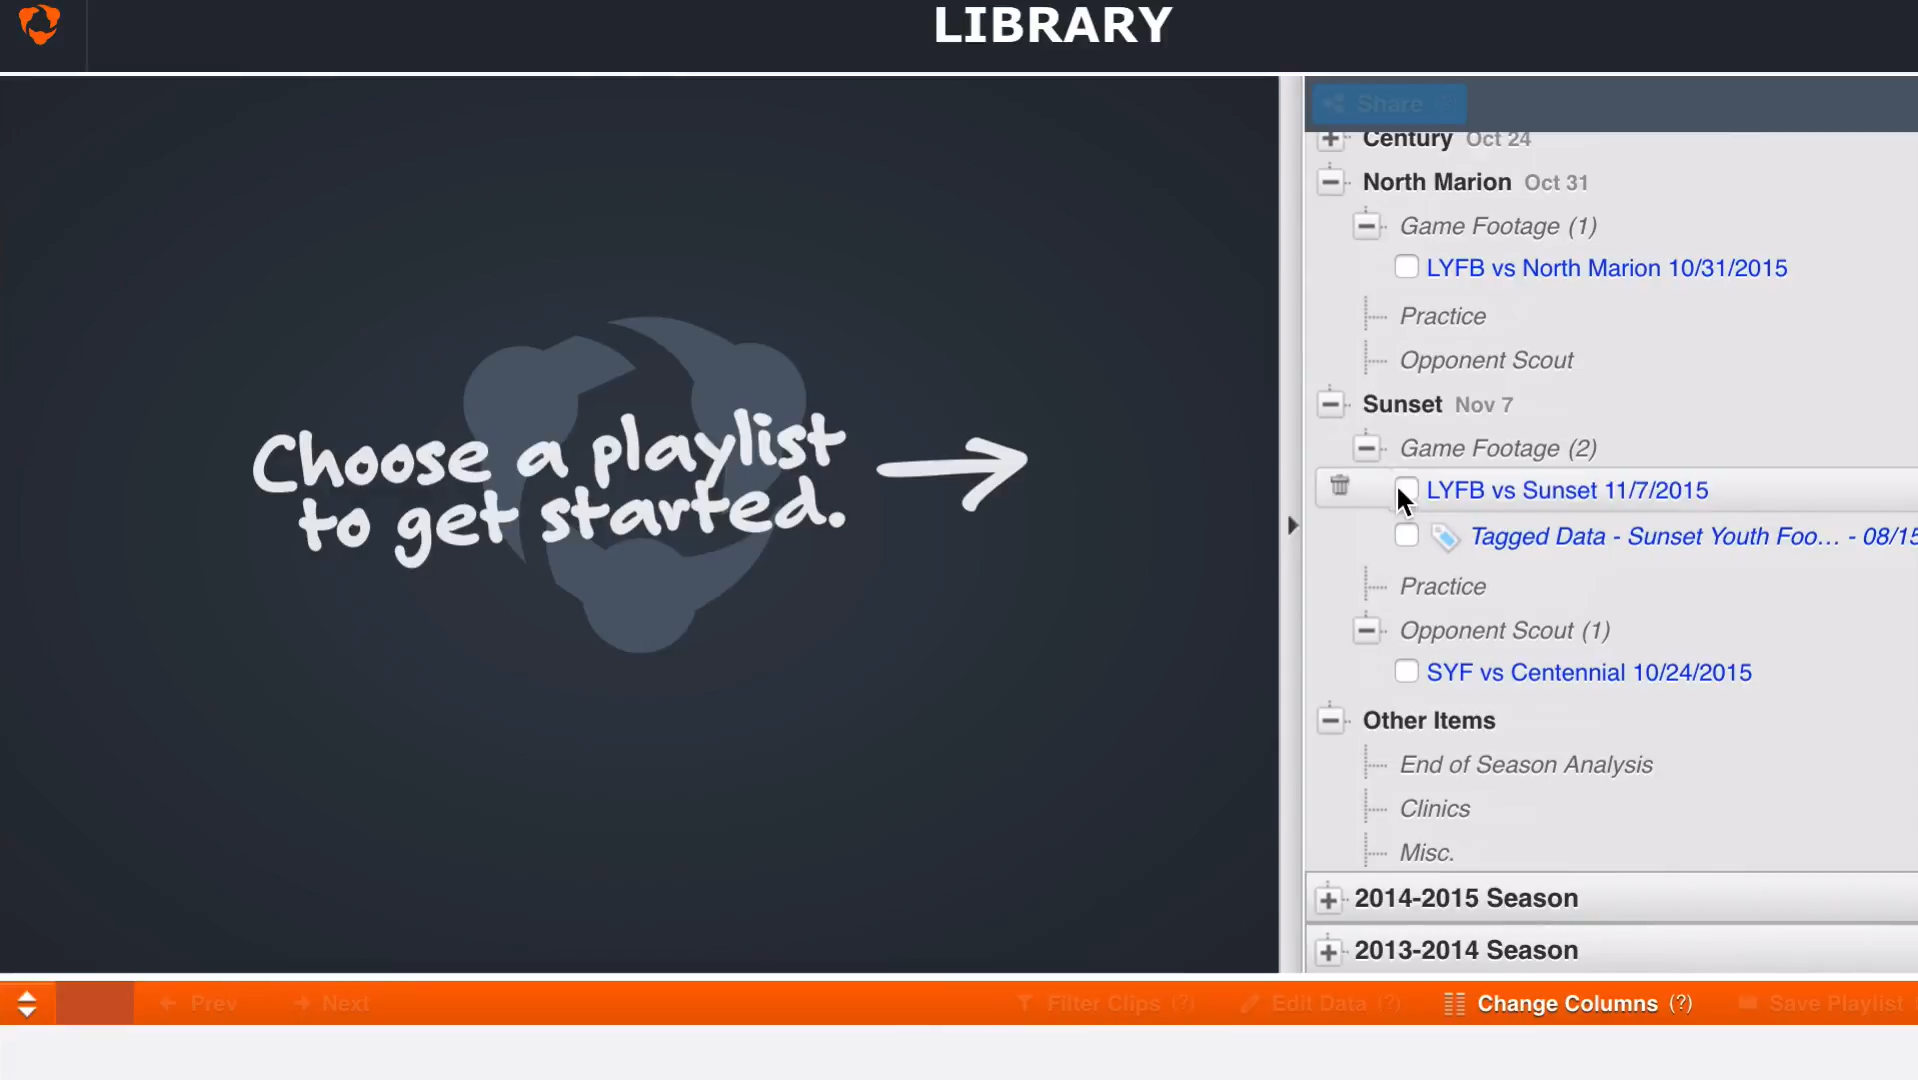 LIBRARY
Share
Century Oct 24
North Marion Oct 31
Game Footage (1)
LYFB vs North Marion 10/31/2015
Practice
Opponent Scout
Sunset Nov 7
Game Footage (2)
LYFB vs Sunset 11/7/2015
Tagged Data - Sunset Youth Foo... - 08/15
Practice
Opponent Scout (1)
SYF vs Centennial 10/24/2015
Other Items
End of Season Analysis
Clinics
Misc.
2014-2015 Season
2013-2014 Season
Choose a playlist
to get started.
Prev Next Filter Clips (?) Edit Data (?) Change Columns (?) Save Playlist